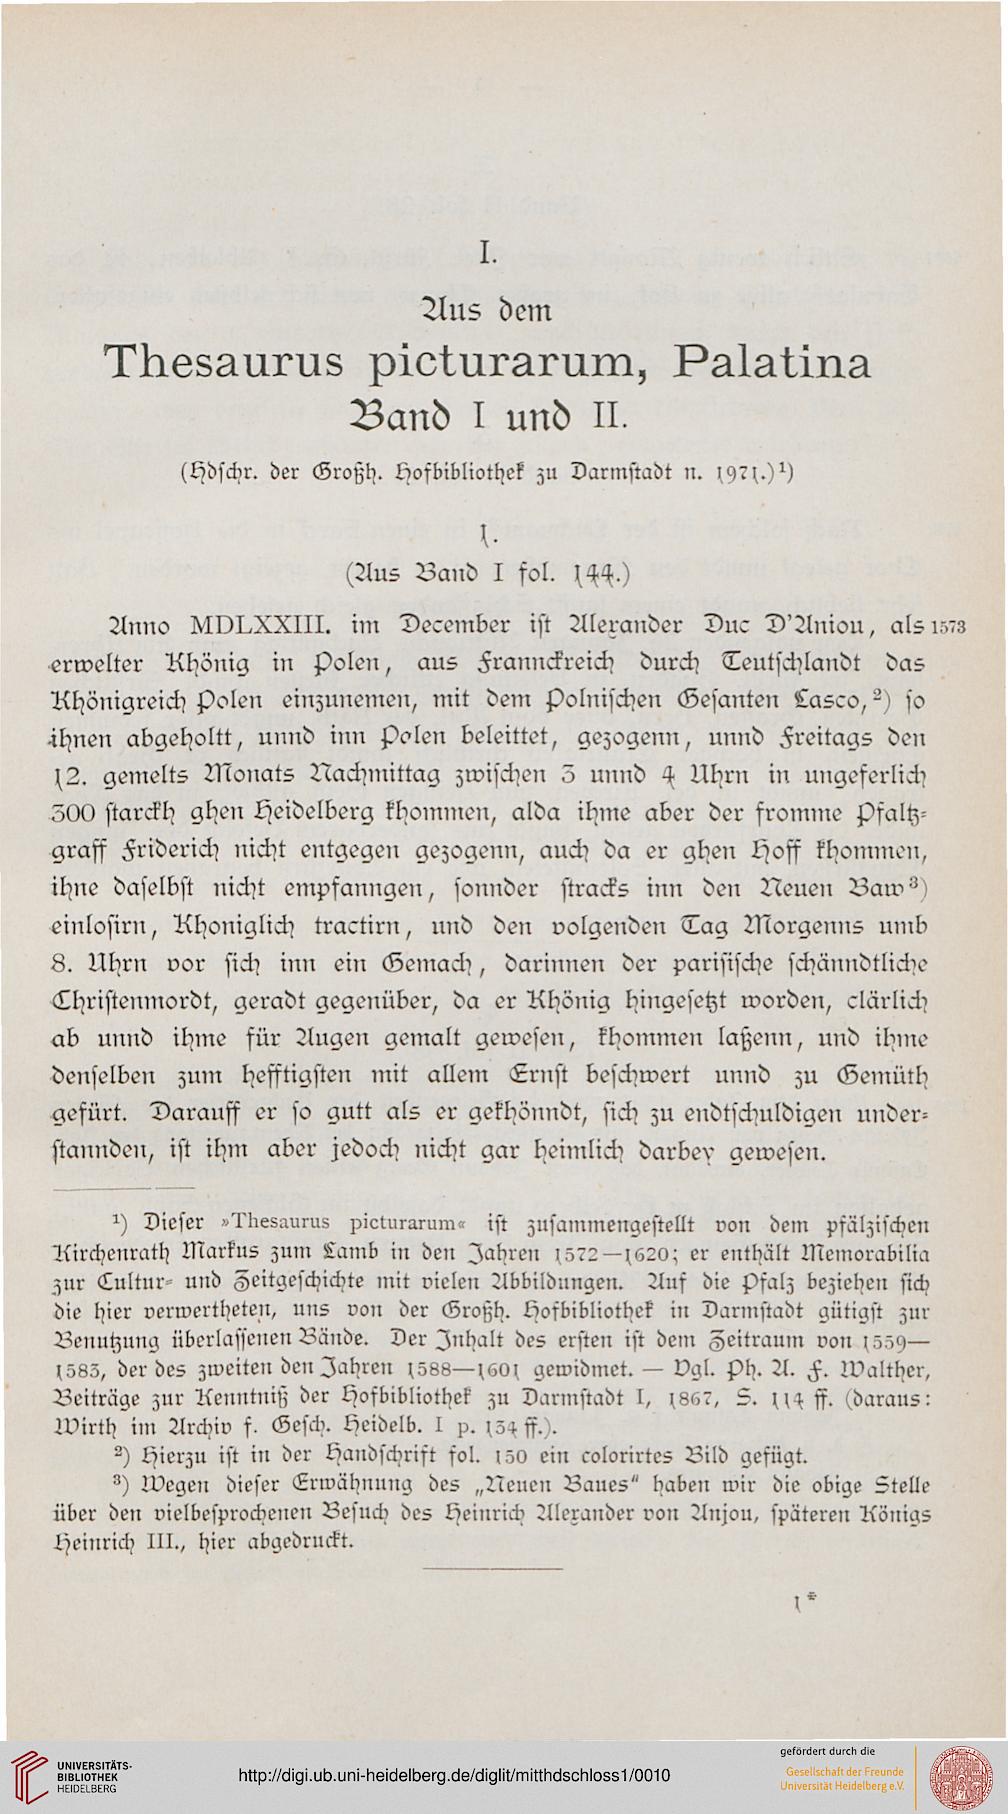 I.
Aus dem
Thesaurus picturarum, Palatina
Band I und II.
(Hdschr. der Großh. Hofbibliothek zu Darmstadt n. 1971.)¹)
1.
(Aus Band I fol. 144.)
Anno MDLXXIII. im December ist Alexander Duc D'Aniou, als 1573
erwelter Khönig in Polen, aus Franncfreich durch Teutschlandt das
Khönigreich Polen einzunemen, mit dem Polnischen Gesanten Lasco,²) so
ihnen abgeholtt, unnd inn Polen beleittet, gezogenn, unnd Freitags den
12. gemelts Monats Nachmittag zwischen 3 unnd 4 Uhrn in ungeferlich
300 starckh ghen Heidelberg khommen, alda ihme aber der fromme Pfaltz-
graff Friderich nicht entgegen gezogenn, auch da er ghen Hoff khommen,
ihne daselbst nicht empfanngen, sonnder stracks inn den Neuen Baw³)
einlosirn, Khoniglich tractirn, und den volgenden Tag Morgenns umb
8. Uhrn vor sich inn ein Gemach, darinnen der parisische schänndtliche
Christenmordt, geradt gegenüber, da er Khönig hingesetzt worden, clärlich
ab unnd ihme für Augen gemalt gewesen, khommen laßenn, und ihme
denselben zum hefftigsten mit allem Ernst beschwert unnd zu Gemüth
gefürt. Darauff er so gutt als er gekhönndt, sich zu endtschuldigen under-
stannden, ist ihm aber jedoch nicht gar heimlich darbey gewesen.
¹) Dieser »Thesaurus picturarum« ist zusammengestellt von dem pfälzischen
Kirchenrath Markus zum Lamb in den Jahren 1572—1620; er enthält Memorabilia
zur Cultur- und Zeitgeschichte mit vielen Abbildungen. Auf die Pfalz beziehen sich
die hier verwertheten, uns von der Großh. Hofbibliothek in Darmstadt gütigst zur
Benutzung überlassenen Bände. Der Inhalt des ersten ist dem Zeitraum von 1559—
1583, der des zweiten den Jahren 1588—1601 gewidmet. — Vgl. Ph. A. F. Walther,
Beiträge zur Kenntniß der Hofbibliothek zu Darmstadt I, 1867, S. 114 ff. (daraus:
Wirth im Archiv f. Gesch. Heidelb. I p. 134 ff.).
²) Hierzu ist in der Handschrift fol. 150 ein colorirtes Bild gefügt.
³) Wegen dieser Erwähnung des „Neuen Baues" haben wir die obige Stelle
über den vielbesprochenen Besuch des Heinrich Alexander von Anjou, späteren Königs
Heinrich III., hier abgedruckt.
1*
UNIVERSITÄTS-
BIBLIOTHEK
HEIDELBERG
http://digi.ub.uni-heidelberg.de/diglit/mitthdschloss1/0010
gefördert durch die
Gesellschaft der Freunde
Universität Heidelberg e.V.